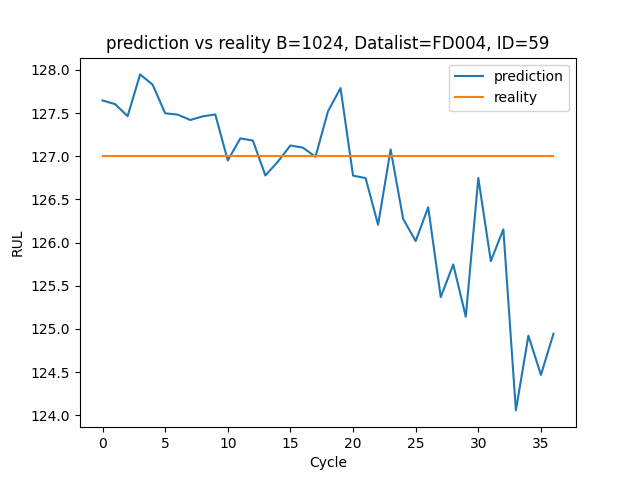 prediction vs reality B=1024, Datalist=FD004, ID=59
prediction
reality
128.0
127.5
127.0
126.5
126.0
125.5
125.0
124.5
124.0
RUL
0 5 10 15 20 25 30 35
Cycle